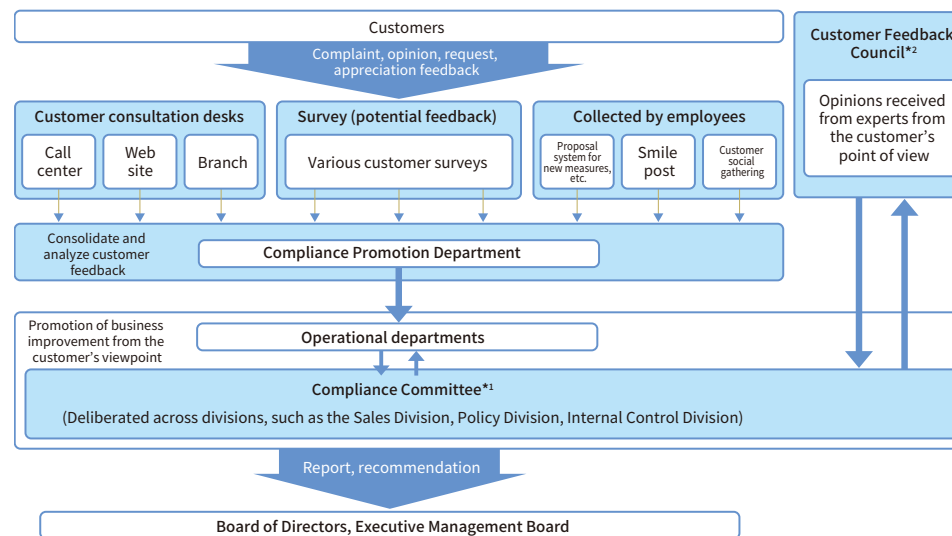 Customers
Complaint, opinion, request,
appreciation feedback
Customer Feedback
Council*2
Opinions received
from experts from
the customer's
point of view
Customer consultation desks
Call
center
Web
site
Branch
Survey (potential feedback)
Various customer surveys
Collected by employees
Proposal
system for
new measures,
etc.
Smile
post
Customer
social
gathering
Consolidate and
analyze customer
feedback
Compliance Promotion Department
Promotion of business
improvement from the
customer's viewpoint
Operational departments
Compliance Committee*1
(Deliberated across divisions, such as the Sales Division, Policy Division, Internal Control Division)
Report, recommendation
Board of Directors, Executive Management Board